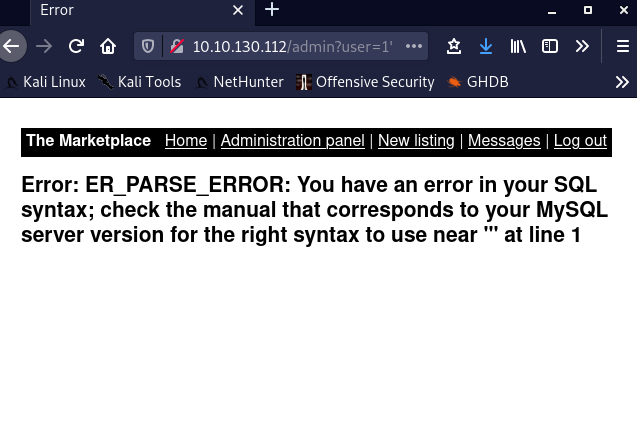 Error
10.10.130.112/admin?user=1' •••
Kali Linux Kali Tools NetHunter Offensive Security GHDB
The Marketplace Home | Administration panel | New listing | Messages | Log out
Error: ER_PARSE_ERROR: You have an error in your SQL
syntax; check the manual that corresponds to your MySQL
server version for the right syntax to use near ''' at line 1